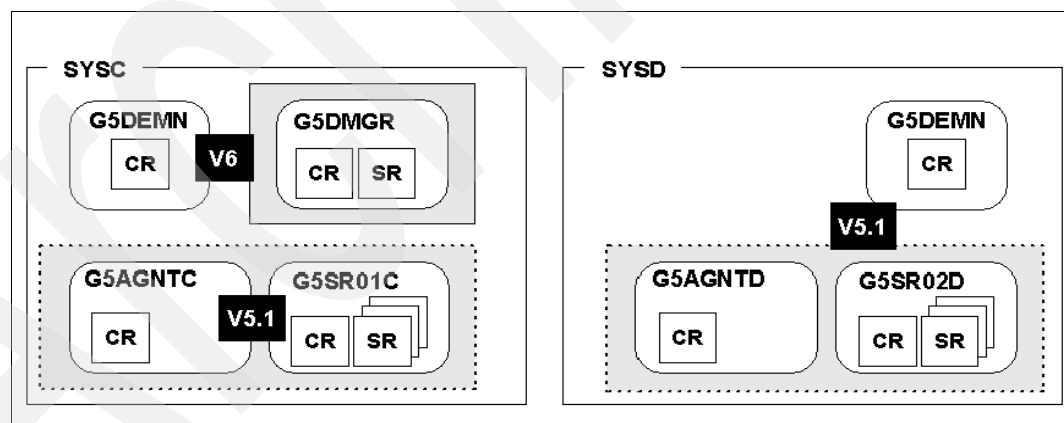 SYSC
G5DEMN
CR
V6
G5DMGR
CR SR
G5AGNTC
CR
V5.1
G5SR01C
CR SR
SYSD
G5DEMN
CR
V5.1
G5AGNTD
CR
G5SR02D
CR SR